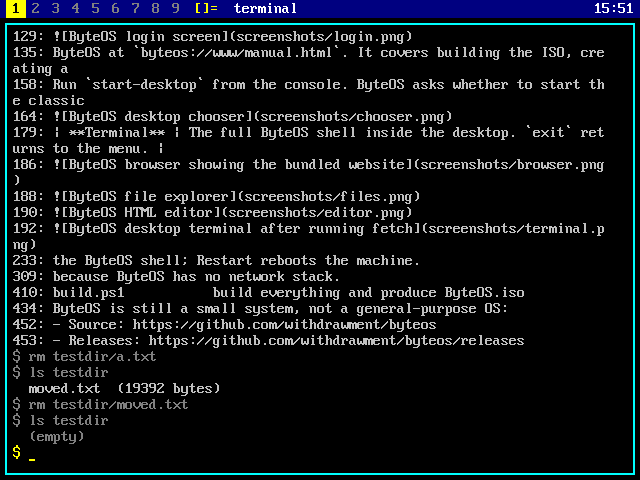 1 2 3 4 5 6 7 8 9 []= terminal 15:51
129: ![ByteOS login screen](screenshots/login.png)
135: ByteOS at `byteos://www/manual.html`. It covers building the ISO, cre
ating a
158: Run `start-desktop` from the console. ByteOS asks whether to start th
e classic
164: ![ByteOS desktop chooser](screenshots/chooser.png)
179: | **Terminal** | The full ByteOS shell inside the desktop. `exit` ret
urns to the menu. |
186: ![ByteOS browser showing the bundled website](screenshots/browser.png
)
188: ![ByteOS file explorer](screenshots/files.png)
190: ![ByteOS HTML editor](screenshots/editor.png)
192: ![ByteOS desktop terminal after running fetch](screenshots/terminal.p
ng)
233: the ByteOS shell; Restart reboots the machine.
309: because ByteOS has no network stack.
410: build.ps1           build everything and produce ByteOS.iso
434: ByteOS is still a small system, not a general-purpose OS:
452: - Source: https://github.com/withdrawment/byteos
453: - Releases: https://github.com/withdrawment/byteos/releases
$ rm testdir/a.txt
$ ls testdir
  moved.txt  (19392 bytes)
$ rm testdir/moved.txt
$ ls testdir
  (empty)
$ _